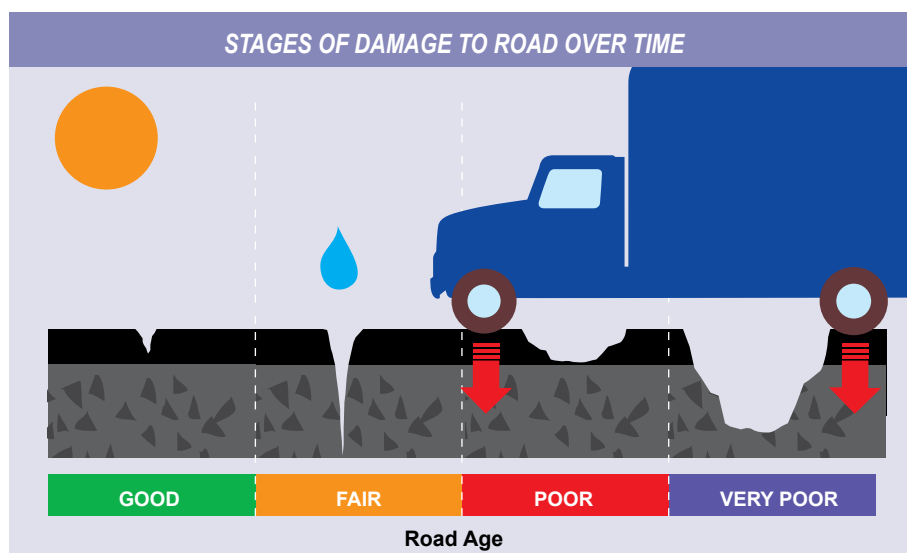 STAGES OF DAMAGE TO ROAD OVER TIME
GOOD FAIR POOR VERY POOR
Road Age